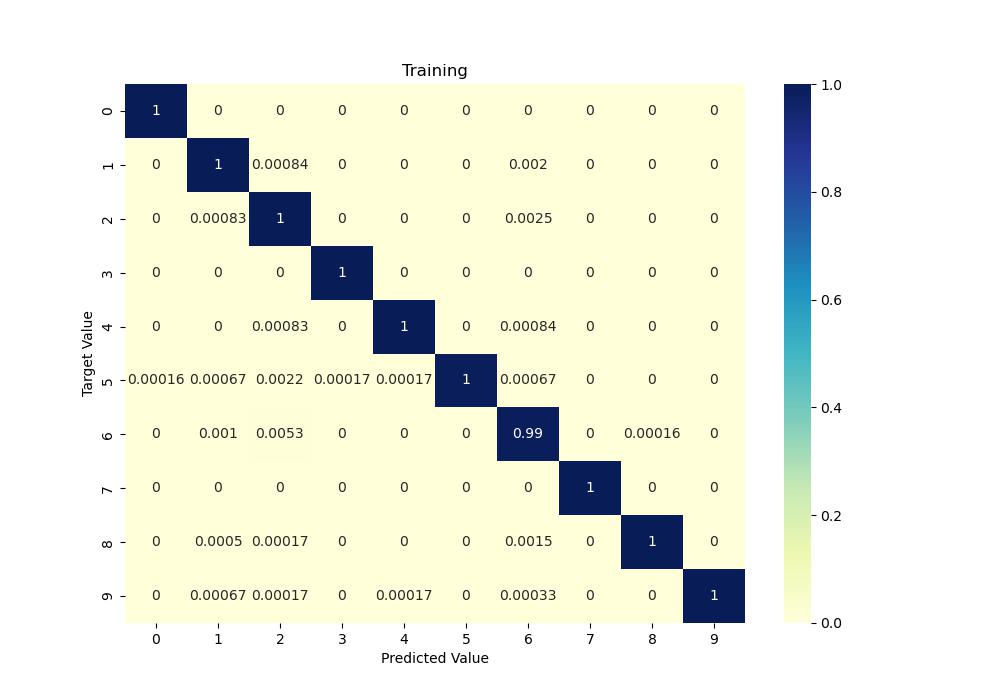 Training
0 1 0 0 0 0 0 0 0 0 0 1.0
1 0 1 0.00084 0 0 0 0.002 0 0 0
0.8
2 0 0.00083 1 0 0 0 0.0025 0 0 0
3 0 0 0 1 0 0 0 0 0 0
0.6
4 0 0 0.00083 0 1 0 0.00084 0 0 0
Target Value
5 0.00016 0.00067 0.0022 0.00017 0.00017 1 0.00067 0 0 0
0.4
6 0 0.001 0.0053 0 0 0 0.99 0 0.00016 0
7 0 0 0 0 0 0 0 1 0 0
0.2
8 0 0.0005 0.00017 0 0 0 0.0015 0 1 0
9 0 0.00067 0.00017 0 0.00017 0 0.00033 0 0 1
0.0
0 1 2 3 4 5 6 7 8 9
Predicted Value